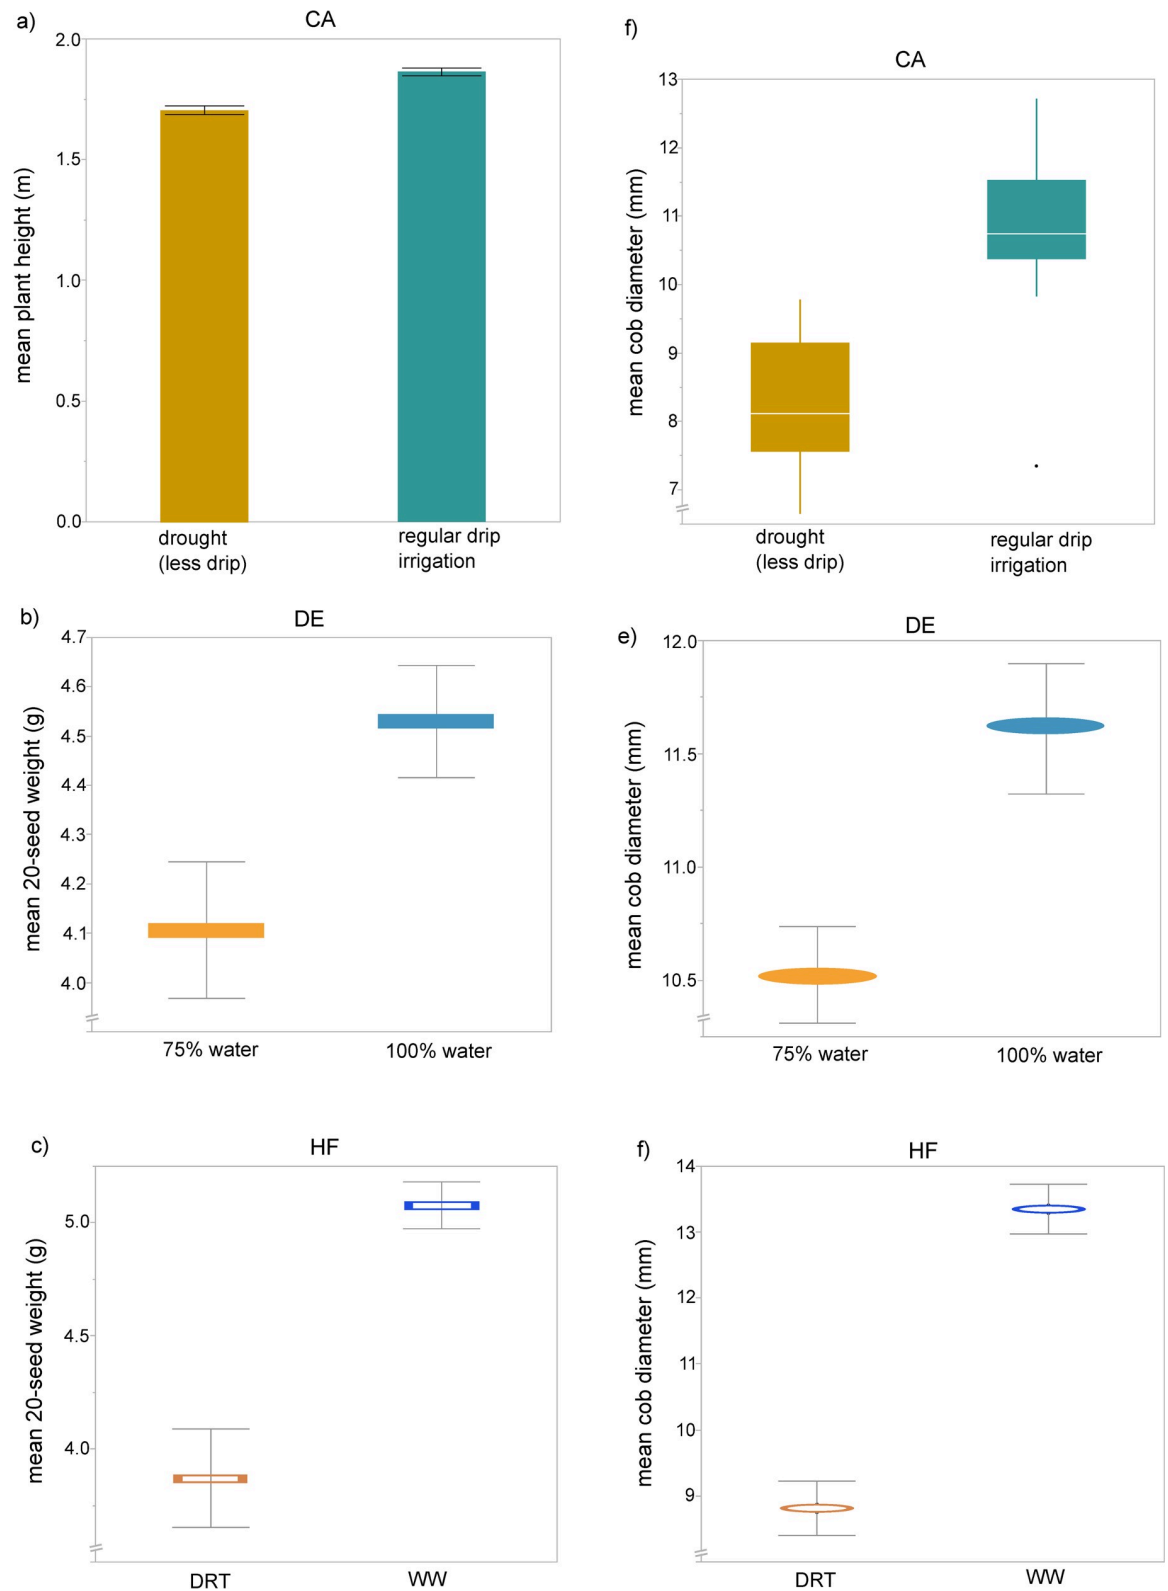 a)
CA
mean plant height (m)
2.0
1.5
1.0
0.5
0.0
drought
(less drip)
regular drip
irrigation
f)
CA
mean cob diameter (mm)
13
12
11
10
9
8
7
drought
(less drip)
regular drip
irrigation
b)
DE
mean 20-seed weight (g)
4.7
4.6
4.5
4.4
4.3
4.2
4.1
4.0
75% water
100% water
e)
DE
mean cob diameter (mm)
12.0
11.5
11.0
10.5
75% water
100% water
c)
HF
mean 20-seed weight (g)
5.0
4.5
4.0
DRT
WW
f)
HF
mean cob diameter (mm)
14
13
12
11
10
9
DRT
WW